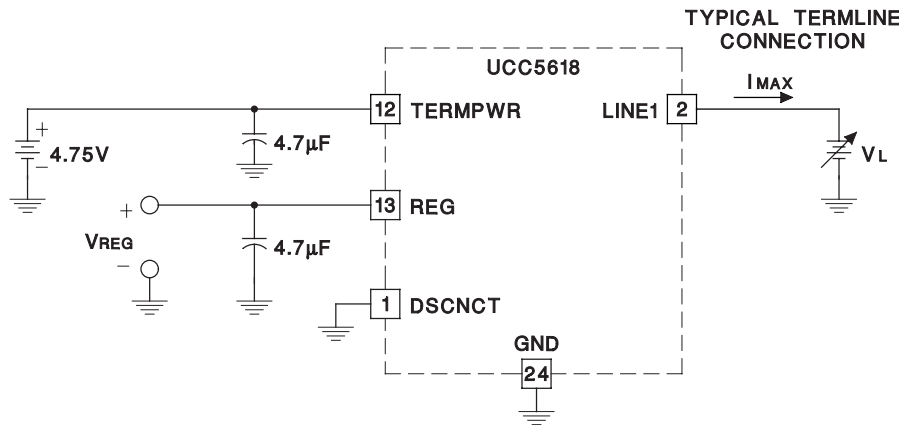 TYPICAL TERMLINE
CONNECTION
UCC5618
IMAX
12 TERMPWR
LINE1 2
+
4.75V
−
4.7μF
VL
13 REG
+
VREG
−
4.7μF
1 DSCNCT
GND
24